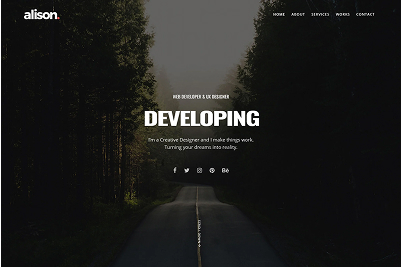 alison.
HOME ABOUT SERVICES WORKS CONTACT
WEB DEVELOPER & UX DESIGNER
DEVELOPING
I'm a Creative Designer and I make things work.
Turning your dreams into reality.